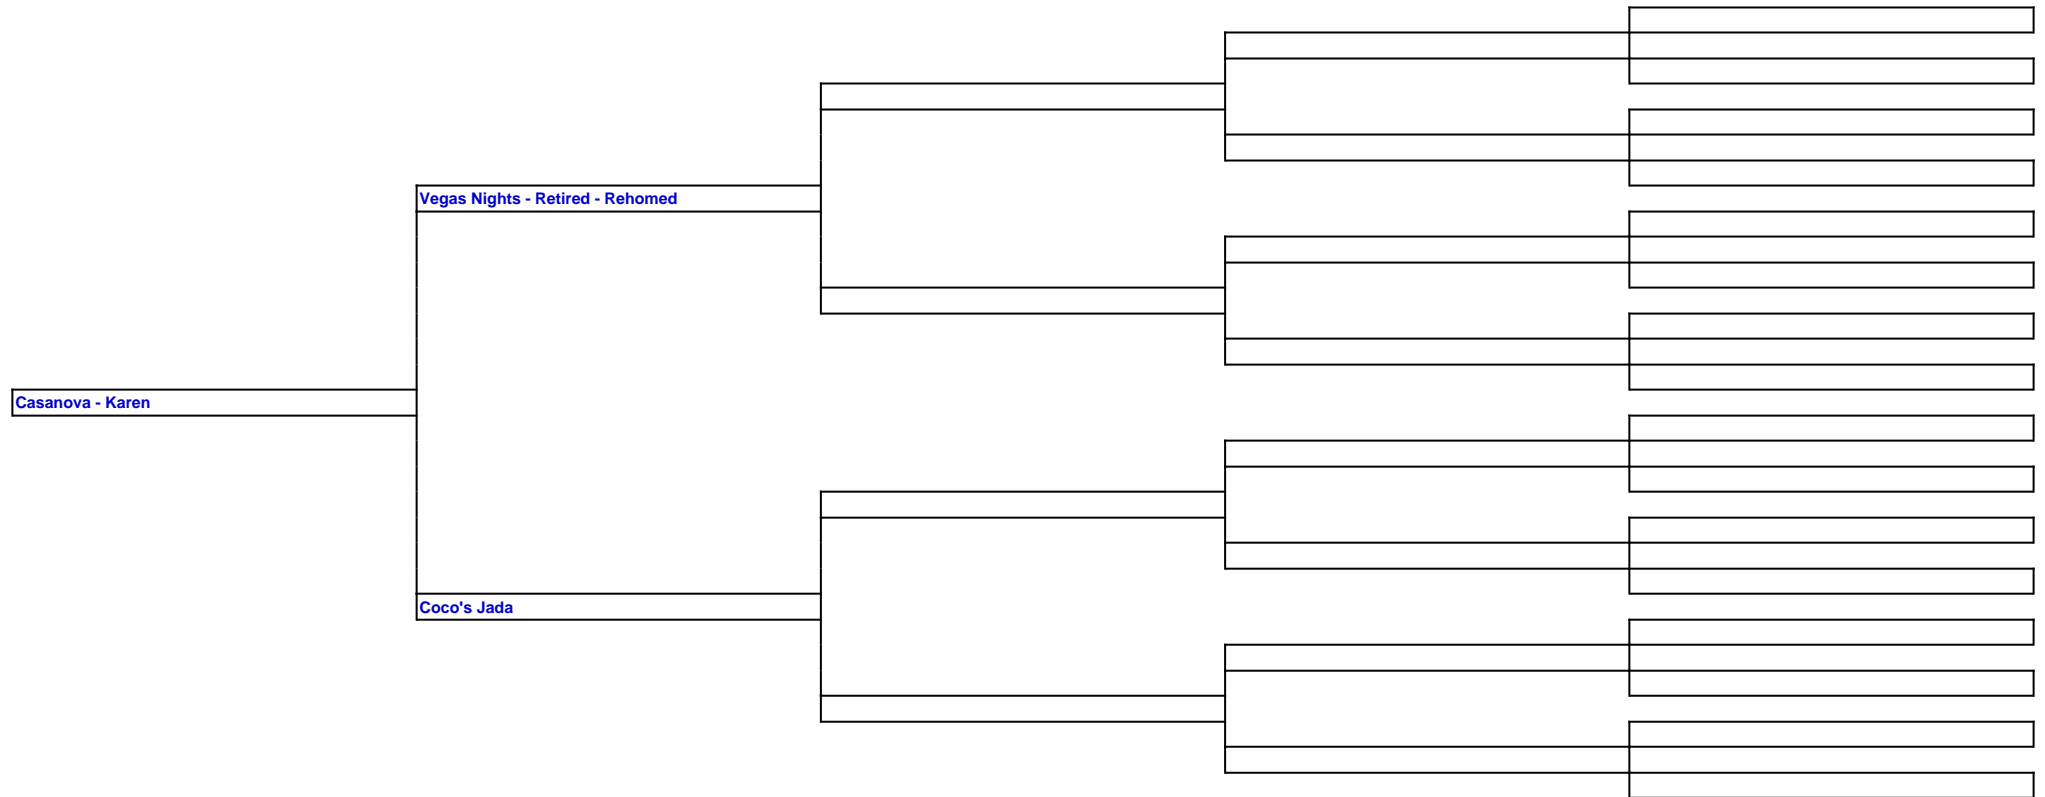 Vegas Nights - Retired - Rehomed
Casanova - Karen
Coco's Jada